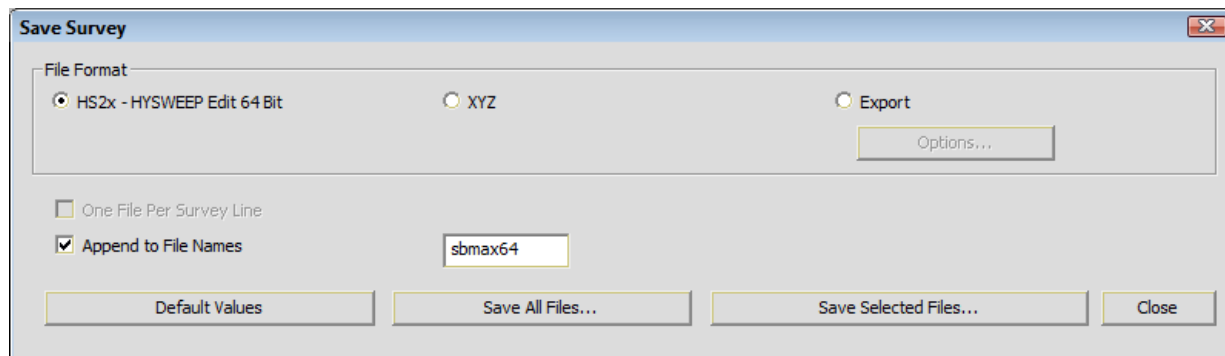 Save Survey
File Format
HS2x - HYSWEEP Edit 64 Bit
XYZ
Export
Options...
One File Per Survey Line
Append to File Names
sbmax64
Default Values
Save All Files...
Save Selected Files...
Close